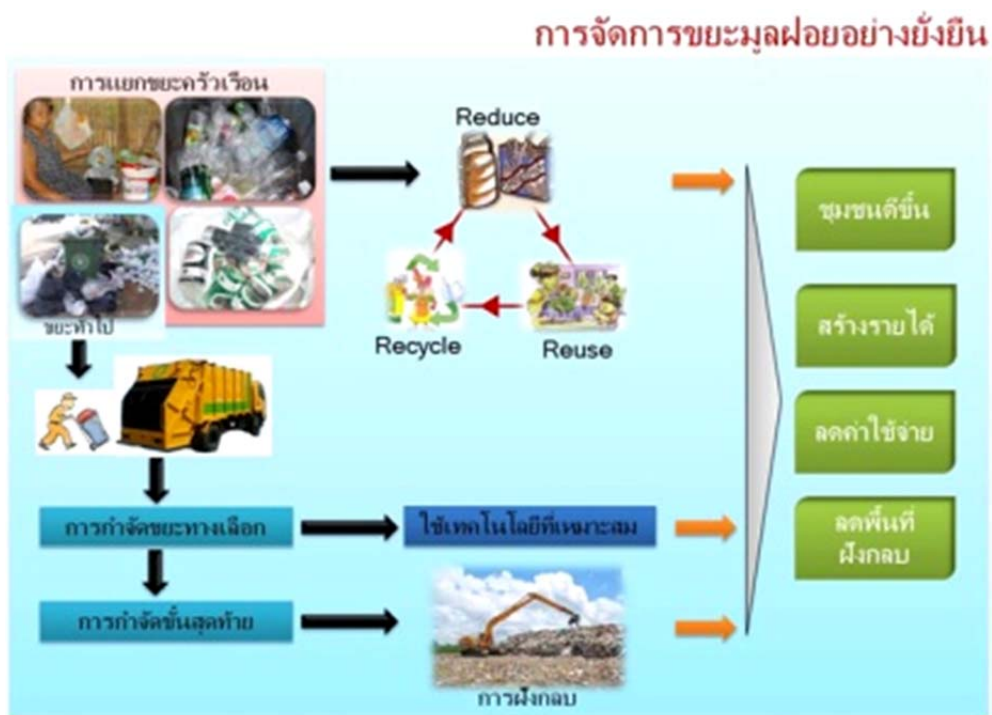 การจัดการขยะมูลฝอยอย่างยั่งยืน
การแยกขยะครัวเรือน
ขยะทั่วไป
Reduce
Recycle
Reuse
การกำจัดขยะทางเลือก
ใช้เทคโนโลยีที่เหมาะสม
การกำจัดขั้นสุดท้าย
การฝังกลบ
ชุมชนดีขึ้น
สร้างรายได้
ลดค่าใช้จ่าย
ลดพื้นที่
ฝังกลบ